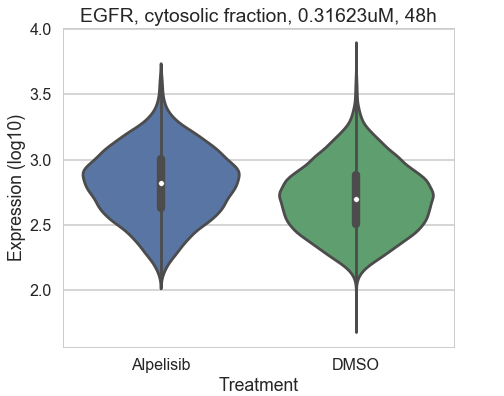 EGFR, cytosolic fraction, 0.31623uM, 48h
4.0
3.5
3.0
2.5
2.0
Expression (log10)
Alpelisib DMSO
Treatment